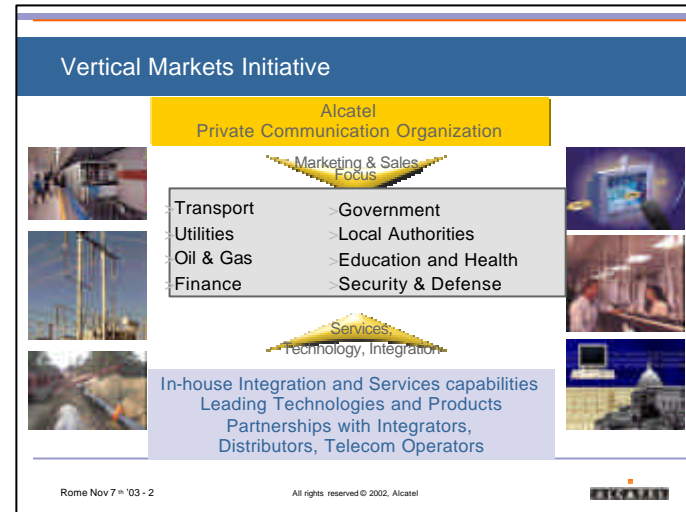 Vertical Markets Initiative
Alcatel
Private Communication Organization
Marketing & Sales
Focus
>Transport
>Utilities
>Oil & Gas
>Finance
>Government
>Local Authorities
>Education and Health
>Security & Defense
Services,
Technology, Integration
In-house Integration and Services capabilities
Leading Technologies and Products
Partnerships with Integrators,
Distributors, Telecom Operators
Rome Nov 7 th '03 - 2
All rights reserved © 2002, Alcatel
ALCATEL